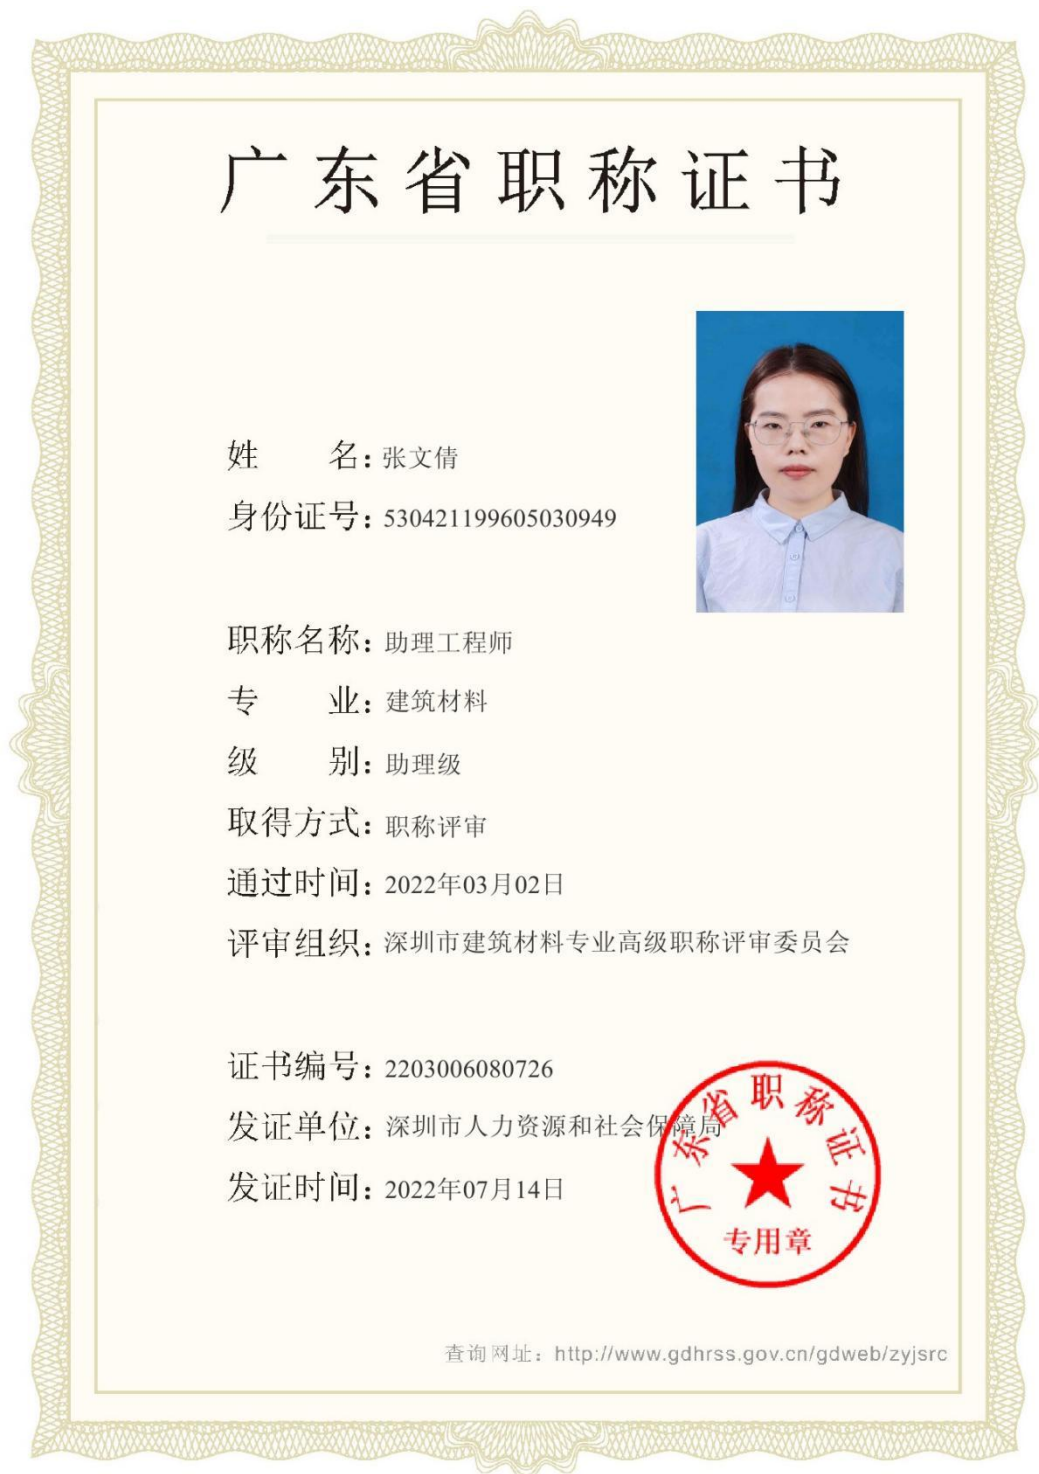 广东省职称证书
姓 名：张文倩
身份证号：530421199605030949
职称名称：助理工程师
专 业：建筑材料
级 别：助理级
取得方式：职称评审
通过时间：2022年03月02日
评审组织：深圳市建筑材料专业高级职称评审委员会
证书编号：2203006080726
发证单位：深圳市人力资源和社会保障局
发证时间：2022年07月14日
广东省职称证书
专用章
查询网址：http://www.gdhrss.gov.cn/gdweb/zyjsrc